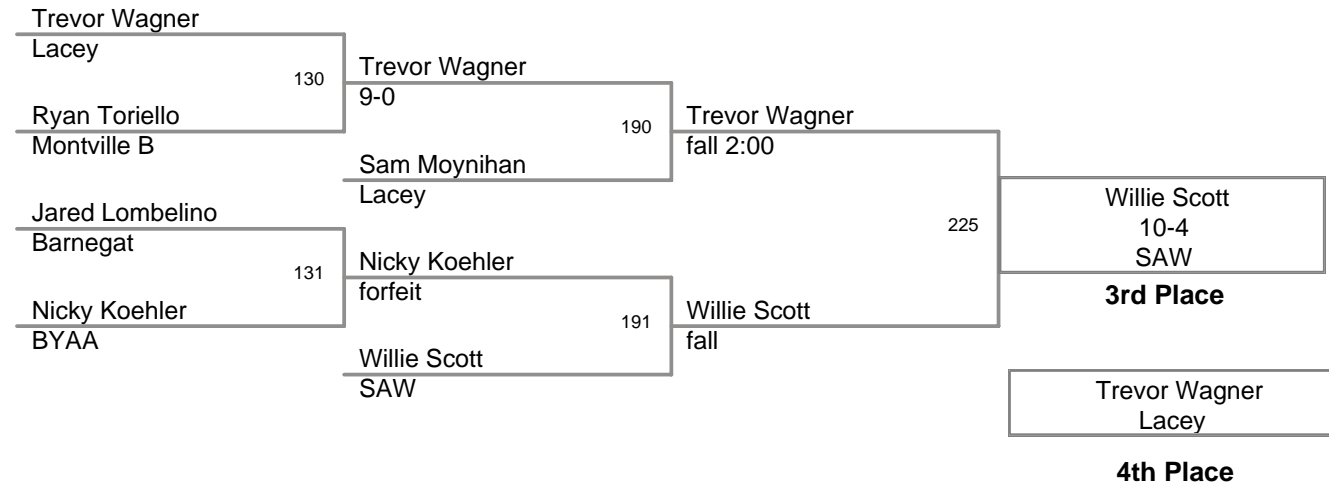 Trevor Wagner
Lacey
130
Ryan Toriello
Montville B
Jared Lombelino
Barnegat
131
Nicky Koehler
BYAA
Trevor Wagner
9-0
190
Sam Moynihan
Lacey
Nicky Koehler
forfeit
191
Willie Scott
SAW
Trevor Wagner
fall 2:00
225
Willie Scott
fall
Willie Scott
10-4
SAW
3rd Place
Trevor Wagner
Lacey
4th Place